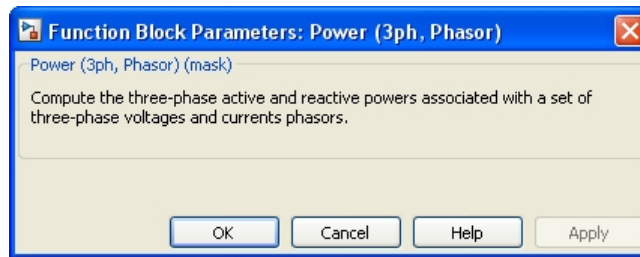 Function Block Parameters: Power (3ph, Phasor)
Power (3ph, Phasor) (mask)
Compute the three-phase active and reactive powers associated with a set of
three-phase voltages and currents phasors.
OK Cancel Help Apply